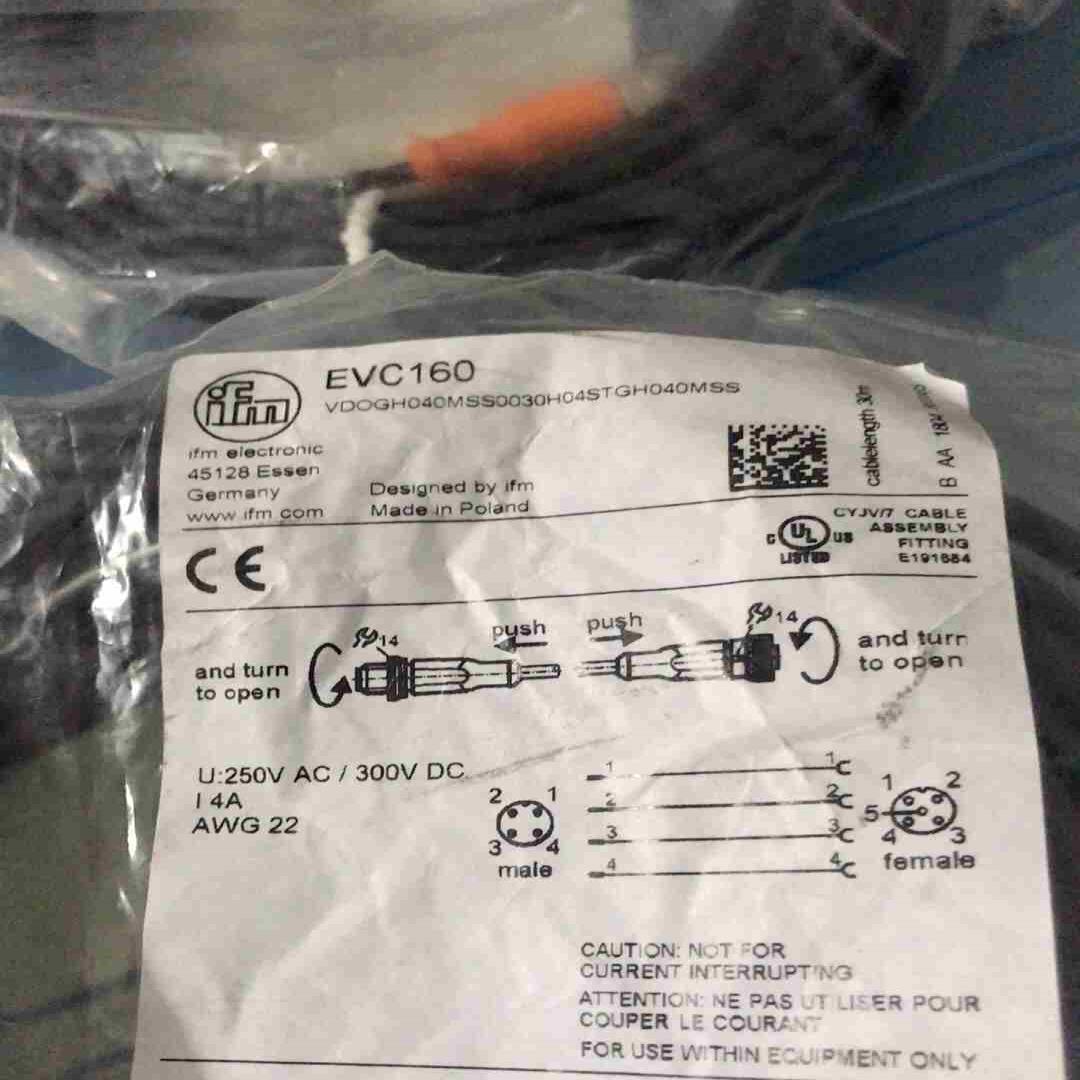 ifm
EVC160
VDOGH040MSS0030H04STGH040MSS
ifm electronic
45128 Essen
Germany
www.ifm.com
Designed by ifm
Made in Poland
cablelength 30m
B AA
CE
c UL us
LISTED
CYJV/7 CABLE
ASSEMBLY
FITTING
E191684
14
push
push
14
and turn
to open
and turn
to open
U:250V AC / 300V DC
I 4A
AWG 22
2 1
3 4
male
1 1
2 2
3 3
4 4
1 2
5
4 3
female
CAUTION: NOT FOR
CURRENT INTERRUPTING
ATTENTION: NE PAS UTILISER POUR
COUPER LE COURANT
FOR USE WITHIN EQUIPMENT ONLY